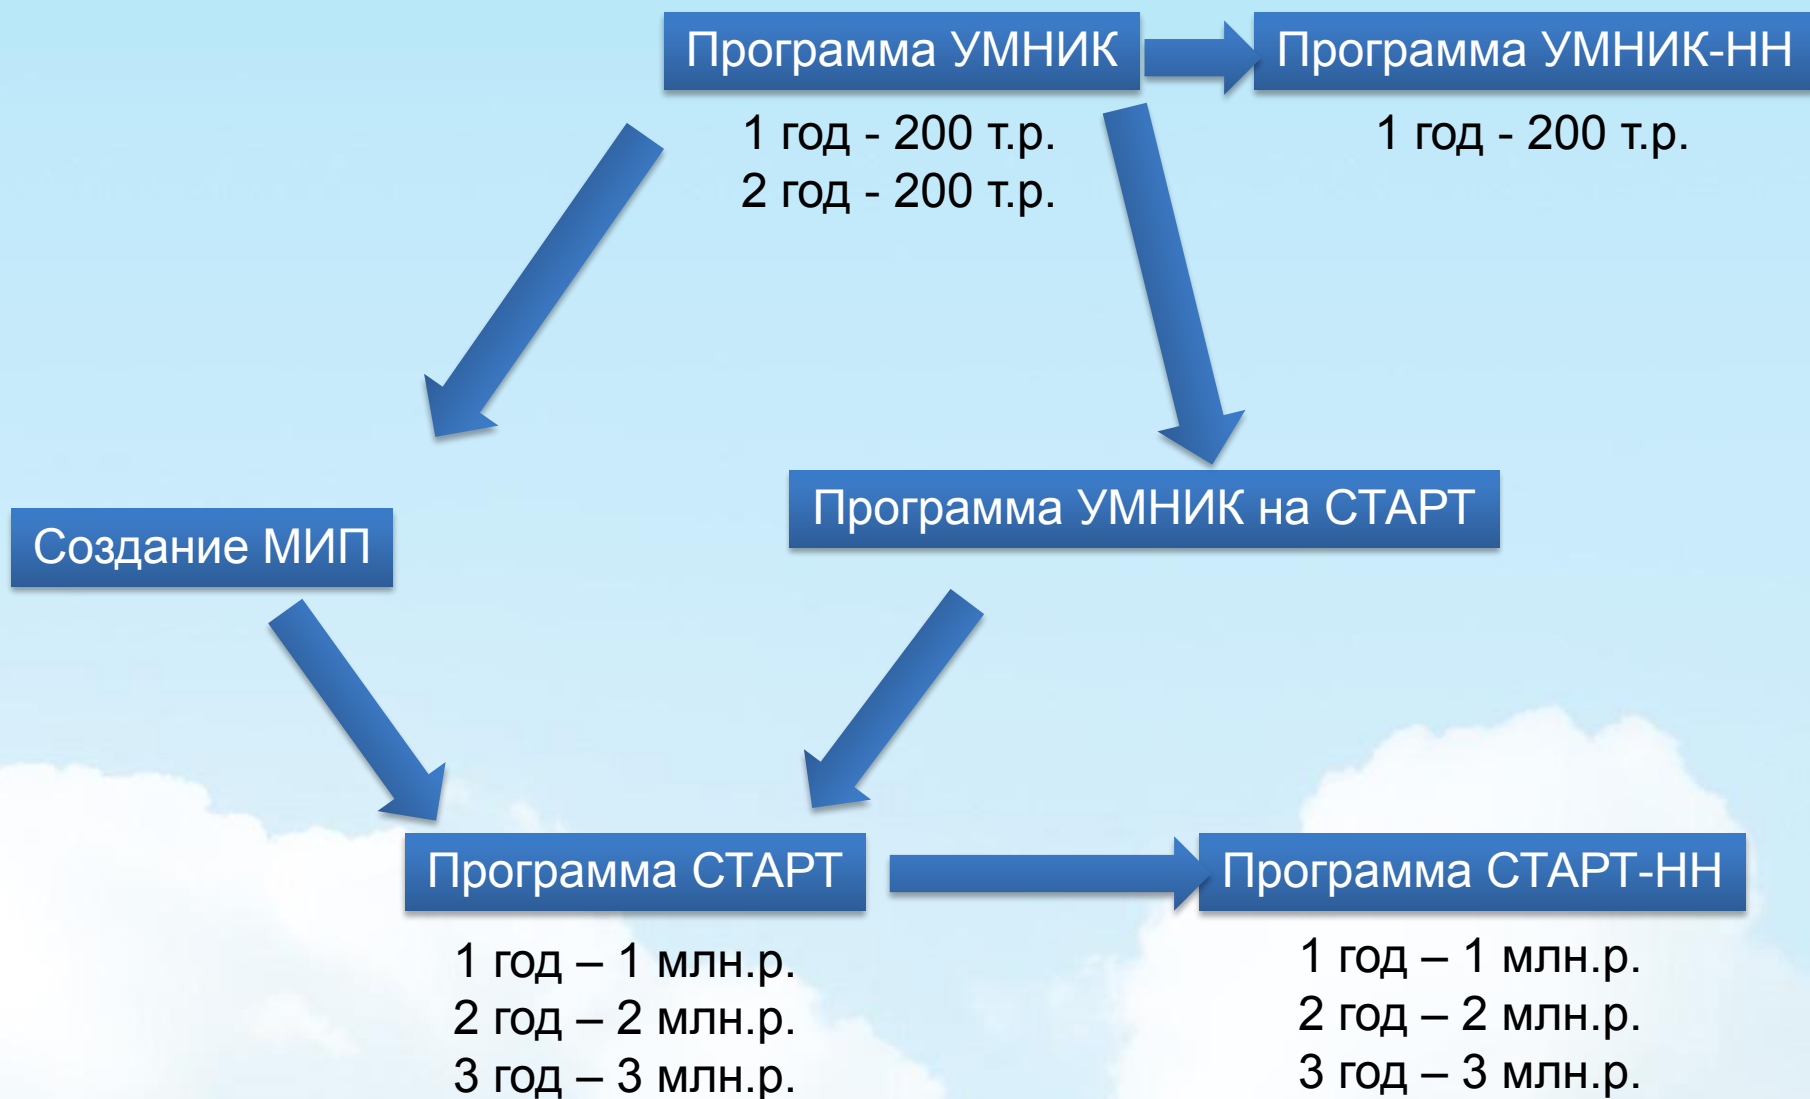 Программа УМНИК
Программа УМНИК-НН
1 год - 200 т.р.
2 год - 200 т.р.
1 год - 200 т.р.
Программа УМНИК на СТАРТ
Создание МИП
Программа СТАРТ
Программа СТАРТ-НН
1 год – 1 млн.р.
2 год – 2 млн.р.
3 год – 3 млн.р.
1 год – 1 млн.р.
2 год – 2 млн.р.
3 год – 3 млн.р.